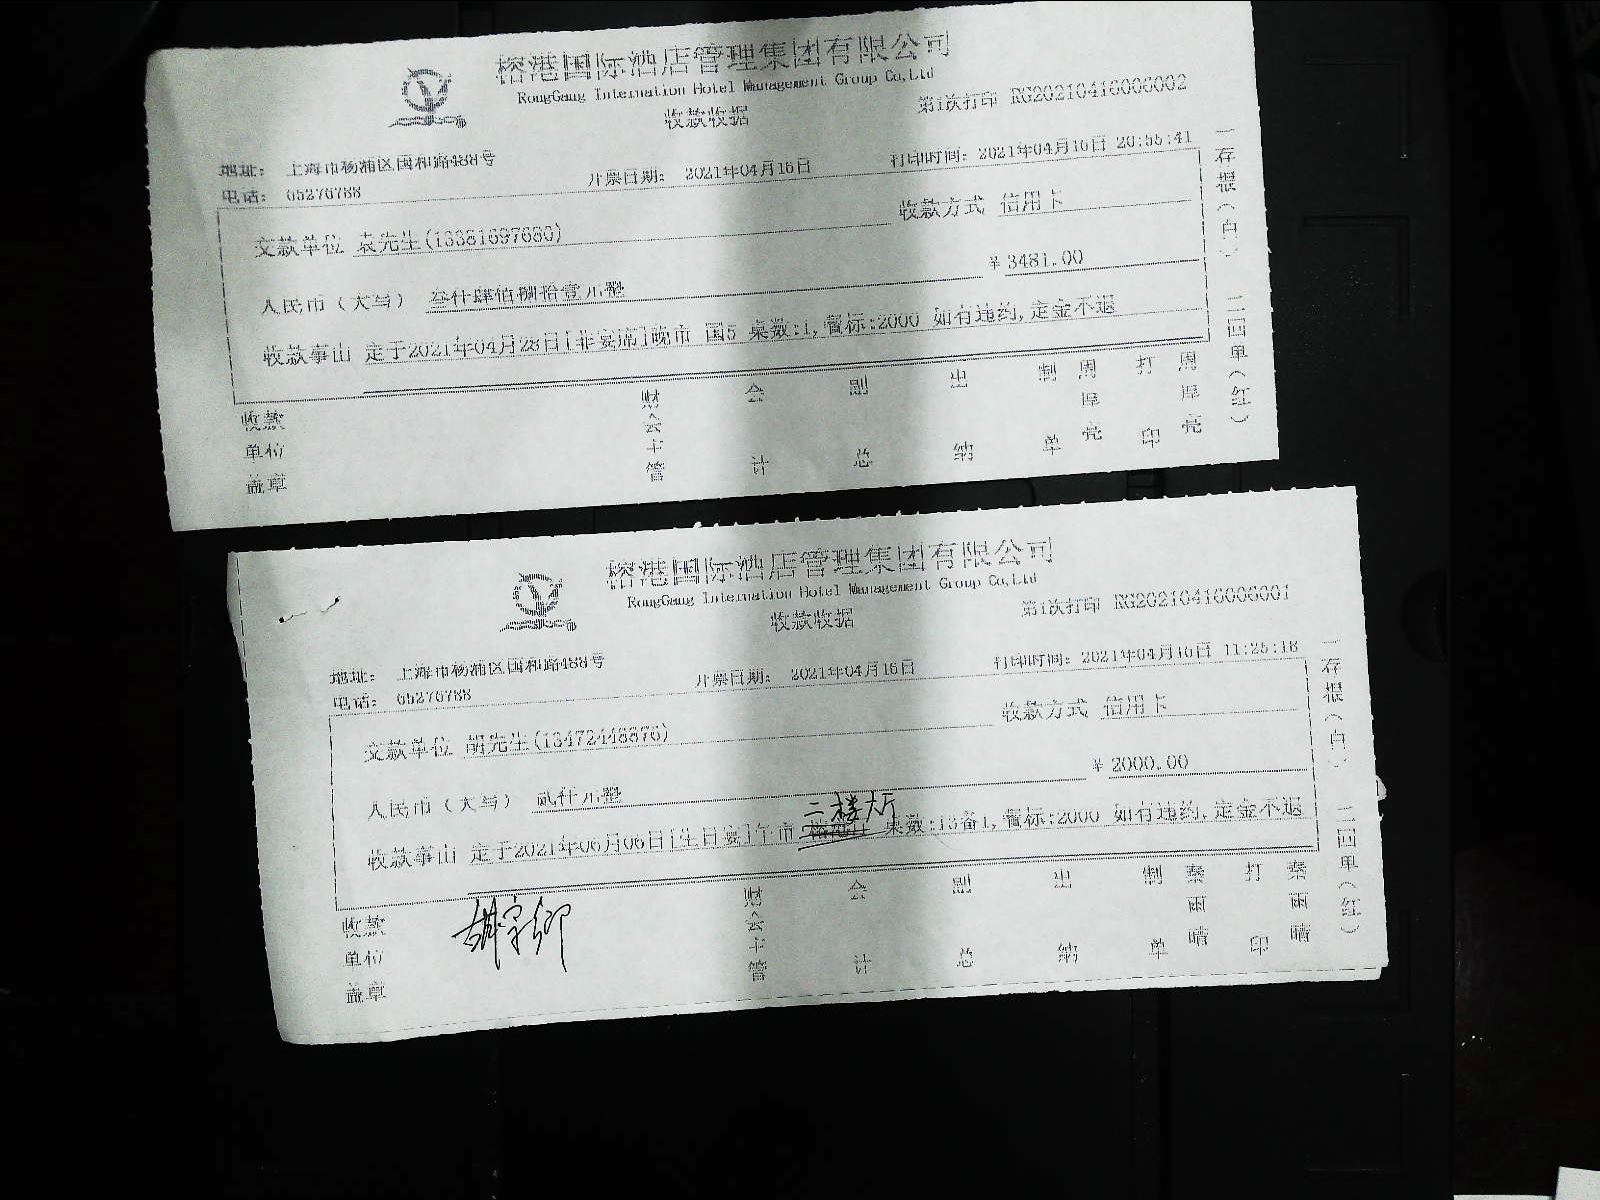 榕港国际酒店管理集团有限公司
RongGang Internation Hotel Management Group Co,Ltd
收款收据
第1次打印 RG20210416006002
地址： 上海市杨浦区国和路488号
开票日期： 2021年04月16日
打印时间：2021年04月16日 20:55:41
电话： 65276788
交款单位 袁先生(13381697680)
收款方式 信用卡
人民币（大写） 叁仟肆佰捌拾壹元整
￥3481.00
收款事由 定于2021年04月28日[非宴席]晚市 国5 桌数:1,餐标:2000 如有违约,定金不退
收款单位盖章
财会主管
会计
副总
出纳
制单 周厚亮
打印 周厚亮
一存根（白） 二回单（红）
榕港国际酒店管理集团有限公司
RongGang Internation Hotel Management Group Co,Ltd
收款收据
第1次打印 RG20210416006001
地址： 上海市杨浦区国和路488号
开票日期： 2021年04月16日
打印时间：2021年04月16日 11:25:18
电话： 65276788
交款单位 胡先生(13472448876)
收款方式 信用卡
人民币（大写） 贰仟元整
￥2000.00
二楼大厅
收款事由 定于2021年06月06日[生日宴]午市 桌数:13备1,餐标:2000 如有违约,定金不退
收款单位盖章
财会主管
会计
副总
出纳
制单 秦雨晴
打印 秦雨晴
一存根（白） 二回单（红）